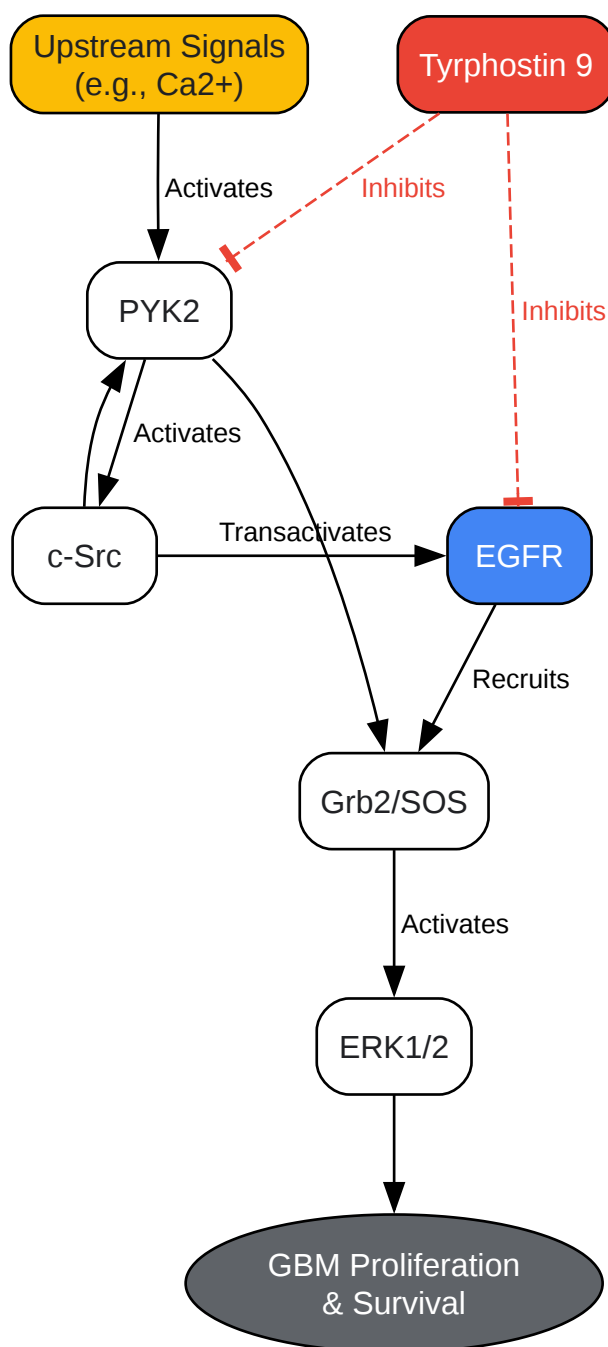 Upstream Signals
(e.g., Ca2+)
Tyrphostin 9
Activates
Inhibits
PYK2
Inhibits
Activates
Transactivates
c-Src
EGFR
Recruits
Grb2/SOS
Activates
ERK1/2
GBM Proliferation
& Survival